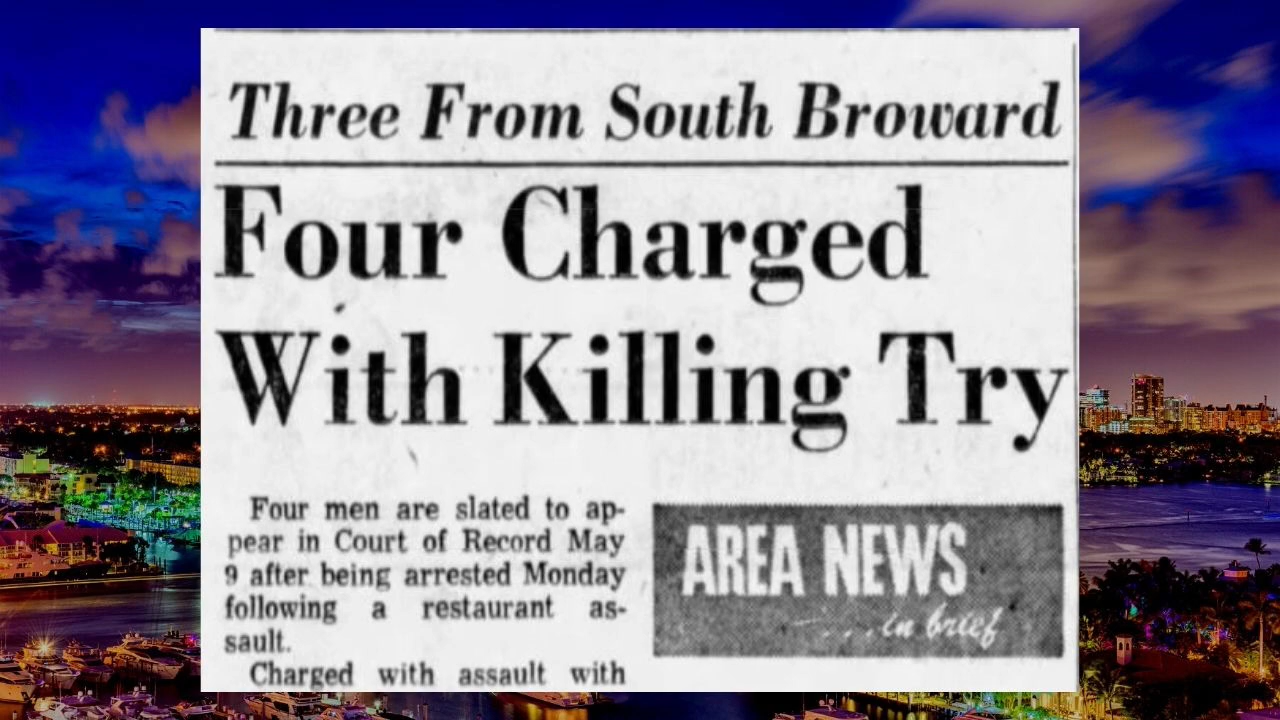 Three From South Broward
Four Charged
With Killing Try
Four men are slated to ap-
pear in Court of Record May
9 after being arrested Monday
following a restaurant as-
sault.
Charged with assault with
AREA NEWS
...in brief